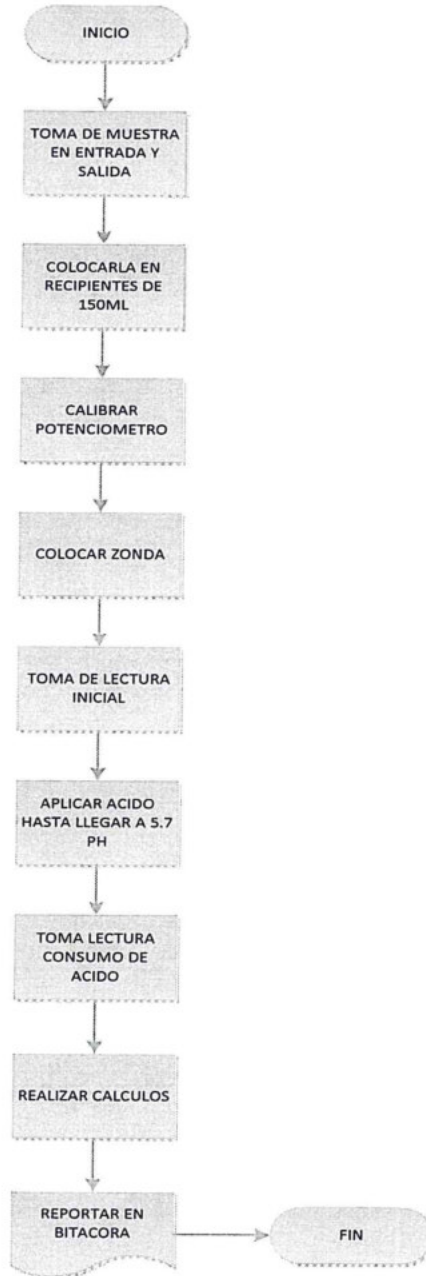 INICIO
TOMA DE MUESTRA
EN ENTRADA Y
SALIDA
COLOCARLA EN
RECIPIENTES DE
150ML
CALIBRAR
POTENCIOMETRO
COLOCAR ZONDA
TOMA DE LECTURA
INICIAL
APLICAR ACIDO
HASTA LLEGAR A 5.7
PH
TOMA LECTURA
CONSUMO DE
ACIDO
REALIZAR CALCULOS
REPORTAR EN
BITACORA
FIN